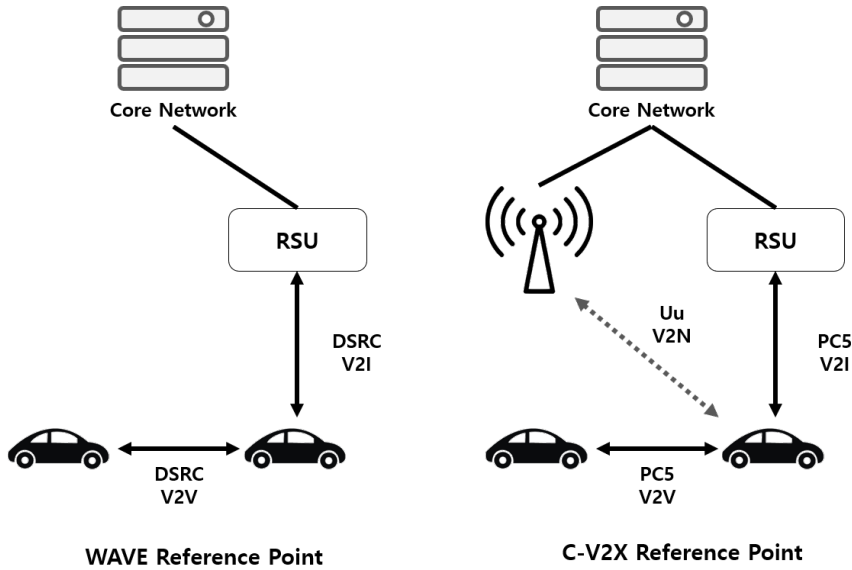 Core Network
RSU
DSRC
V2I
DSRC
V2V
WAVE Reference Point
Core Network
RSU
Uu
V2N
PC5
V2I
PC5
V2V
C-V2X Reference Point